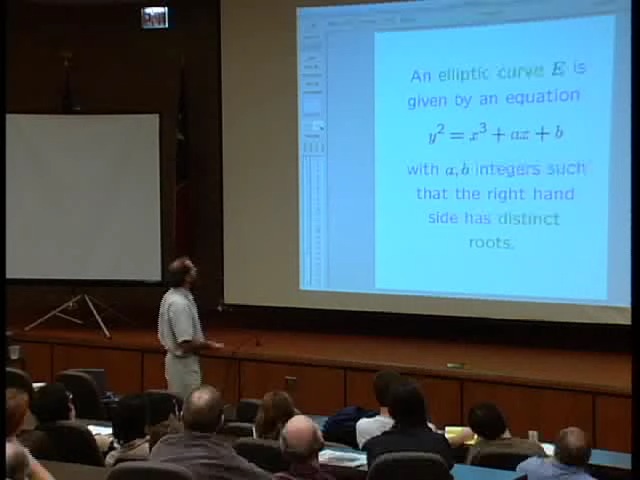 An elliptic curve E is
given by an equation
y² = x³ + ax + b
with a, b integers such
that the right hand
side has distinct
roots.